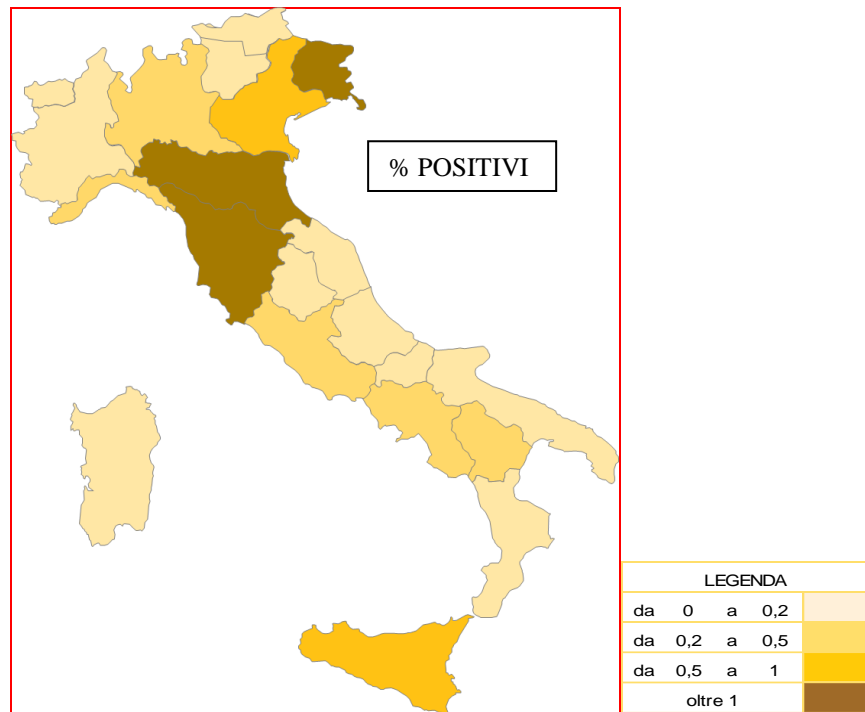 % POSITIVI
LEGENDA
da 0 a 0,2
da 0,2 a 0,5
da 0,5 a 1
oltre 1